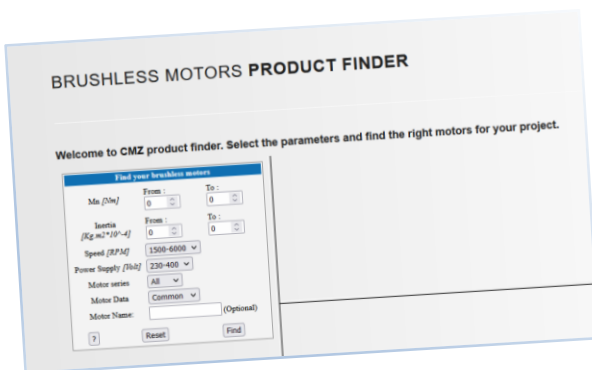 BRUSHLESS MOTORS PRODUCT FINDER
Welcome to CMZ product finder. Select the parameters and find the right motors for your project.
Find your brushless motors
Mn [Nm] From : 0 To : 0
Inertia [Kg.m2*10^-4] From : 0 To : 0
Speed [RPM] 1500-6000
Power Supply [Volt] 230-400
Motor series All
Motor Data Common
Motor Name: (Optional)
? Reset Find